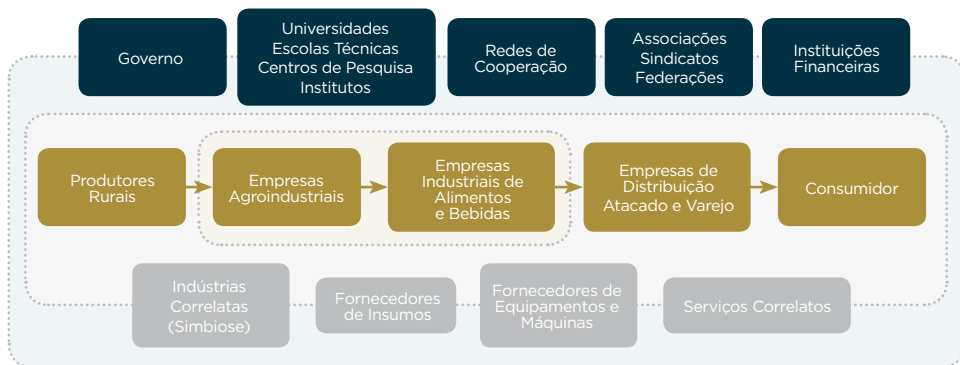 Governo
Universidades
Escolas Técnicas
Centros de Pesquisa
Institutos
Redes de
Cooperação
Associações
Sindicatos
Federações
Instituições
Financeiras
Produtores
Rurais
Empresas
Agroindustriais
Empresas
Industriais de
Alimentos
e Bebidas
Empresas de
Distribuição
Atacado e Varejo
Consumidor
Indústrias
Correlatas
(Simbiose)
Fornecedores
de Insumos
Fornecedores de
Equipamentos e
Máquinas
Serviços Correlatos